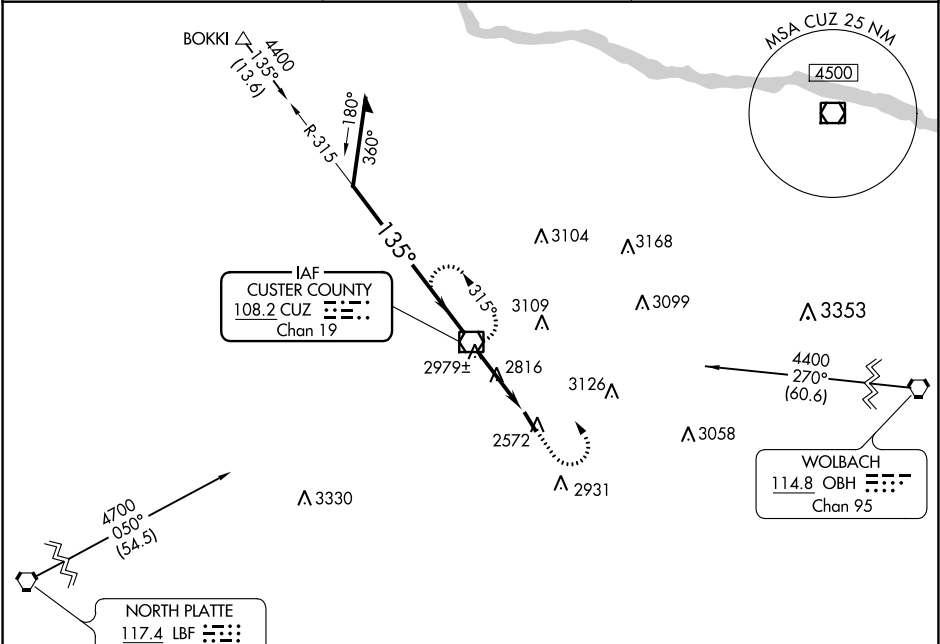 BOKKI
4400
135°
(13.6)
R-315
180°
360°
MSA CUZ 25 NM
4500
135°
3104
3168
IAF
CUSTER COUNTY
108.2 CUZ
Chan 19
315°
3109
3099
3353
2979±
2816
3126
4400
270°
(60.6)
2572
3058
2931
WOLBACH
114.8 OBH
Chan 95
3330
4700
050°
(54.5)
NORTH PLATTE
117.4 LBF